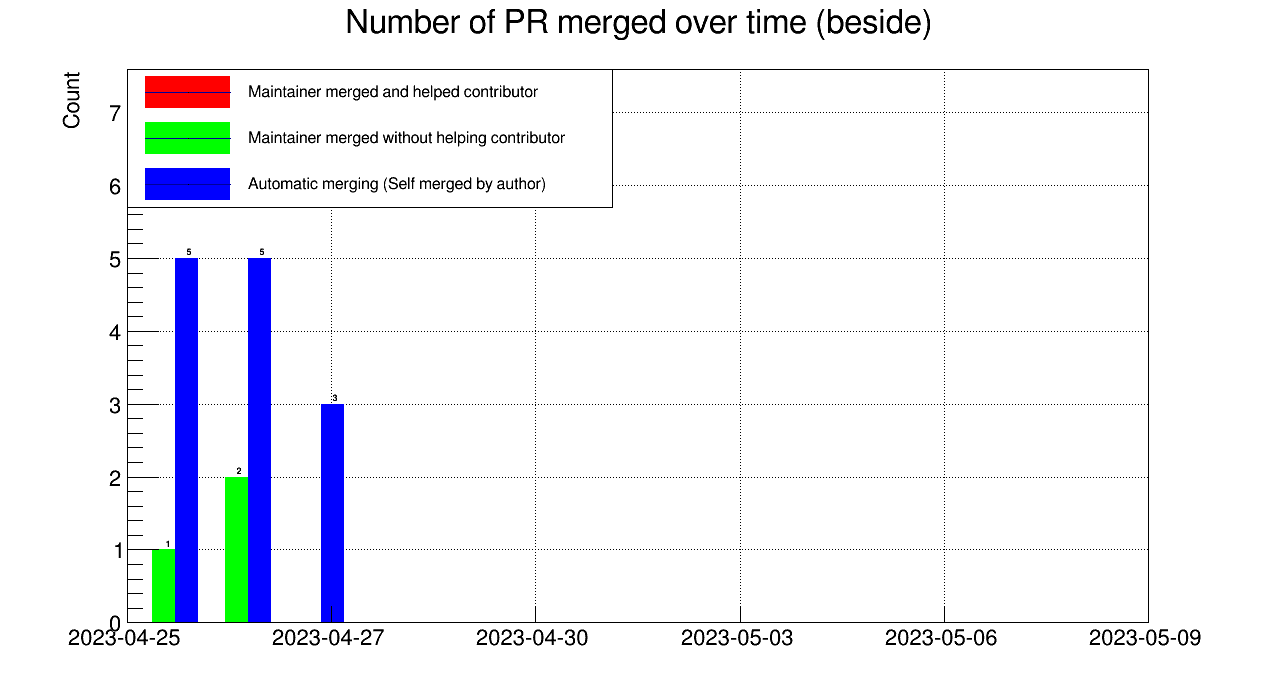 Number of PR merged over time (beside)
Count
Maintainer merged and helped contributor
Maintainer merged without helping contributor
Automatic merging (Self merged by author)
7
6
5
4
3
2
1
0
5
5
3
2
1
2023-04-25 2023-04-27 2023-04-30 2023-05-03 2023-05-06 2023-05-09